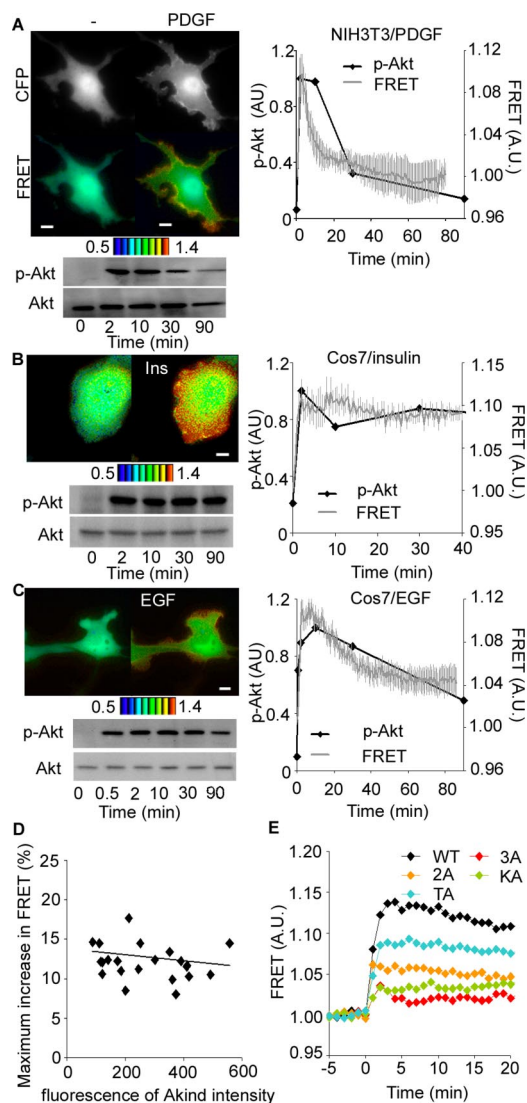 A
-
PDGF
CFP
FRET
0.5
1.4
p-Akt
Akt
0 2 10 30 90
Time (min)
NIH3T3/PDGF
p-Akt
FRET
p-Akt (AU)
1.2
0.8
0.4
0
FRET (A.U.)
1.12
1.08
1.04
1.00
0.96
0 20 40 60 80
Time (min)
B
Ins
0.5
1.4
p-Akt
Akt
0 2 10 30 90
Time (min)
Cos7/insulin
p-Akt
FRET
p-Akt (AU)
1.2
0.8
0.4
0
FRET (A.U.)
1.15
1.10
1.00
0.95
0 10 20 30 40
Time (min)
C
EGF
0.5
1.4
p-Akt
Akt
0 0.5 2 10 30 90
Time (min)
Cos7/EGF
p-Akt
FRET
p-Akt (AU)
1.2
0.8
0.4
0
FRET (A.U.)
1.12
1.08
1.04
1.00
0.96
0 20 40 60 80
Time (min)
D
Maximum increase in FRET (%)
25
20
15
10
5
0
0 200 400 600
fluorescence of Akind intensity
E
WT
3A
2A
KA
TA
FRET (A.U.)
1.20
1.15
1.10
1.05
1.00
0.95
-5 0 5 10 15 20
Time (min)